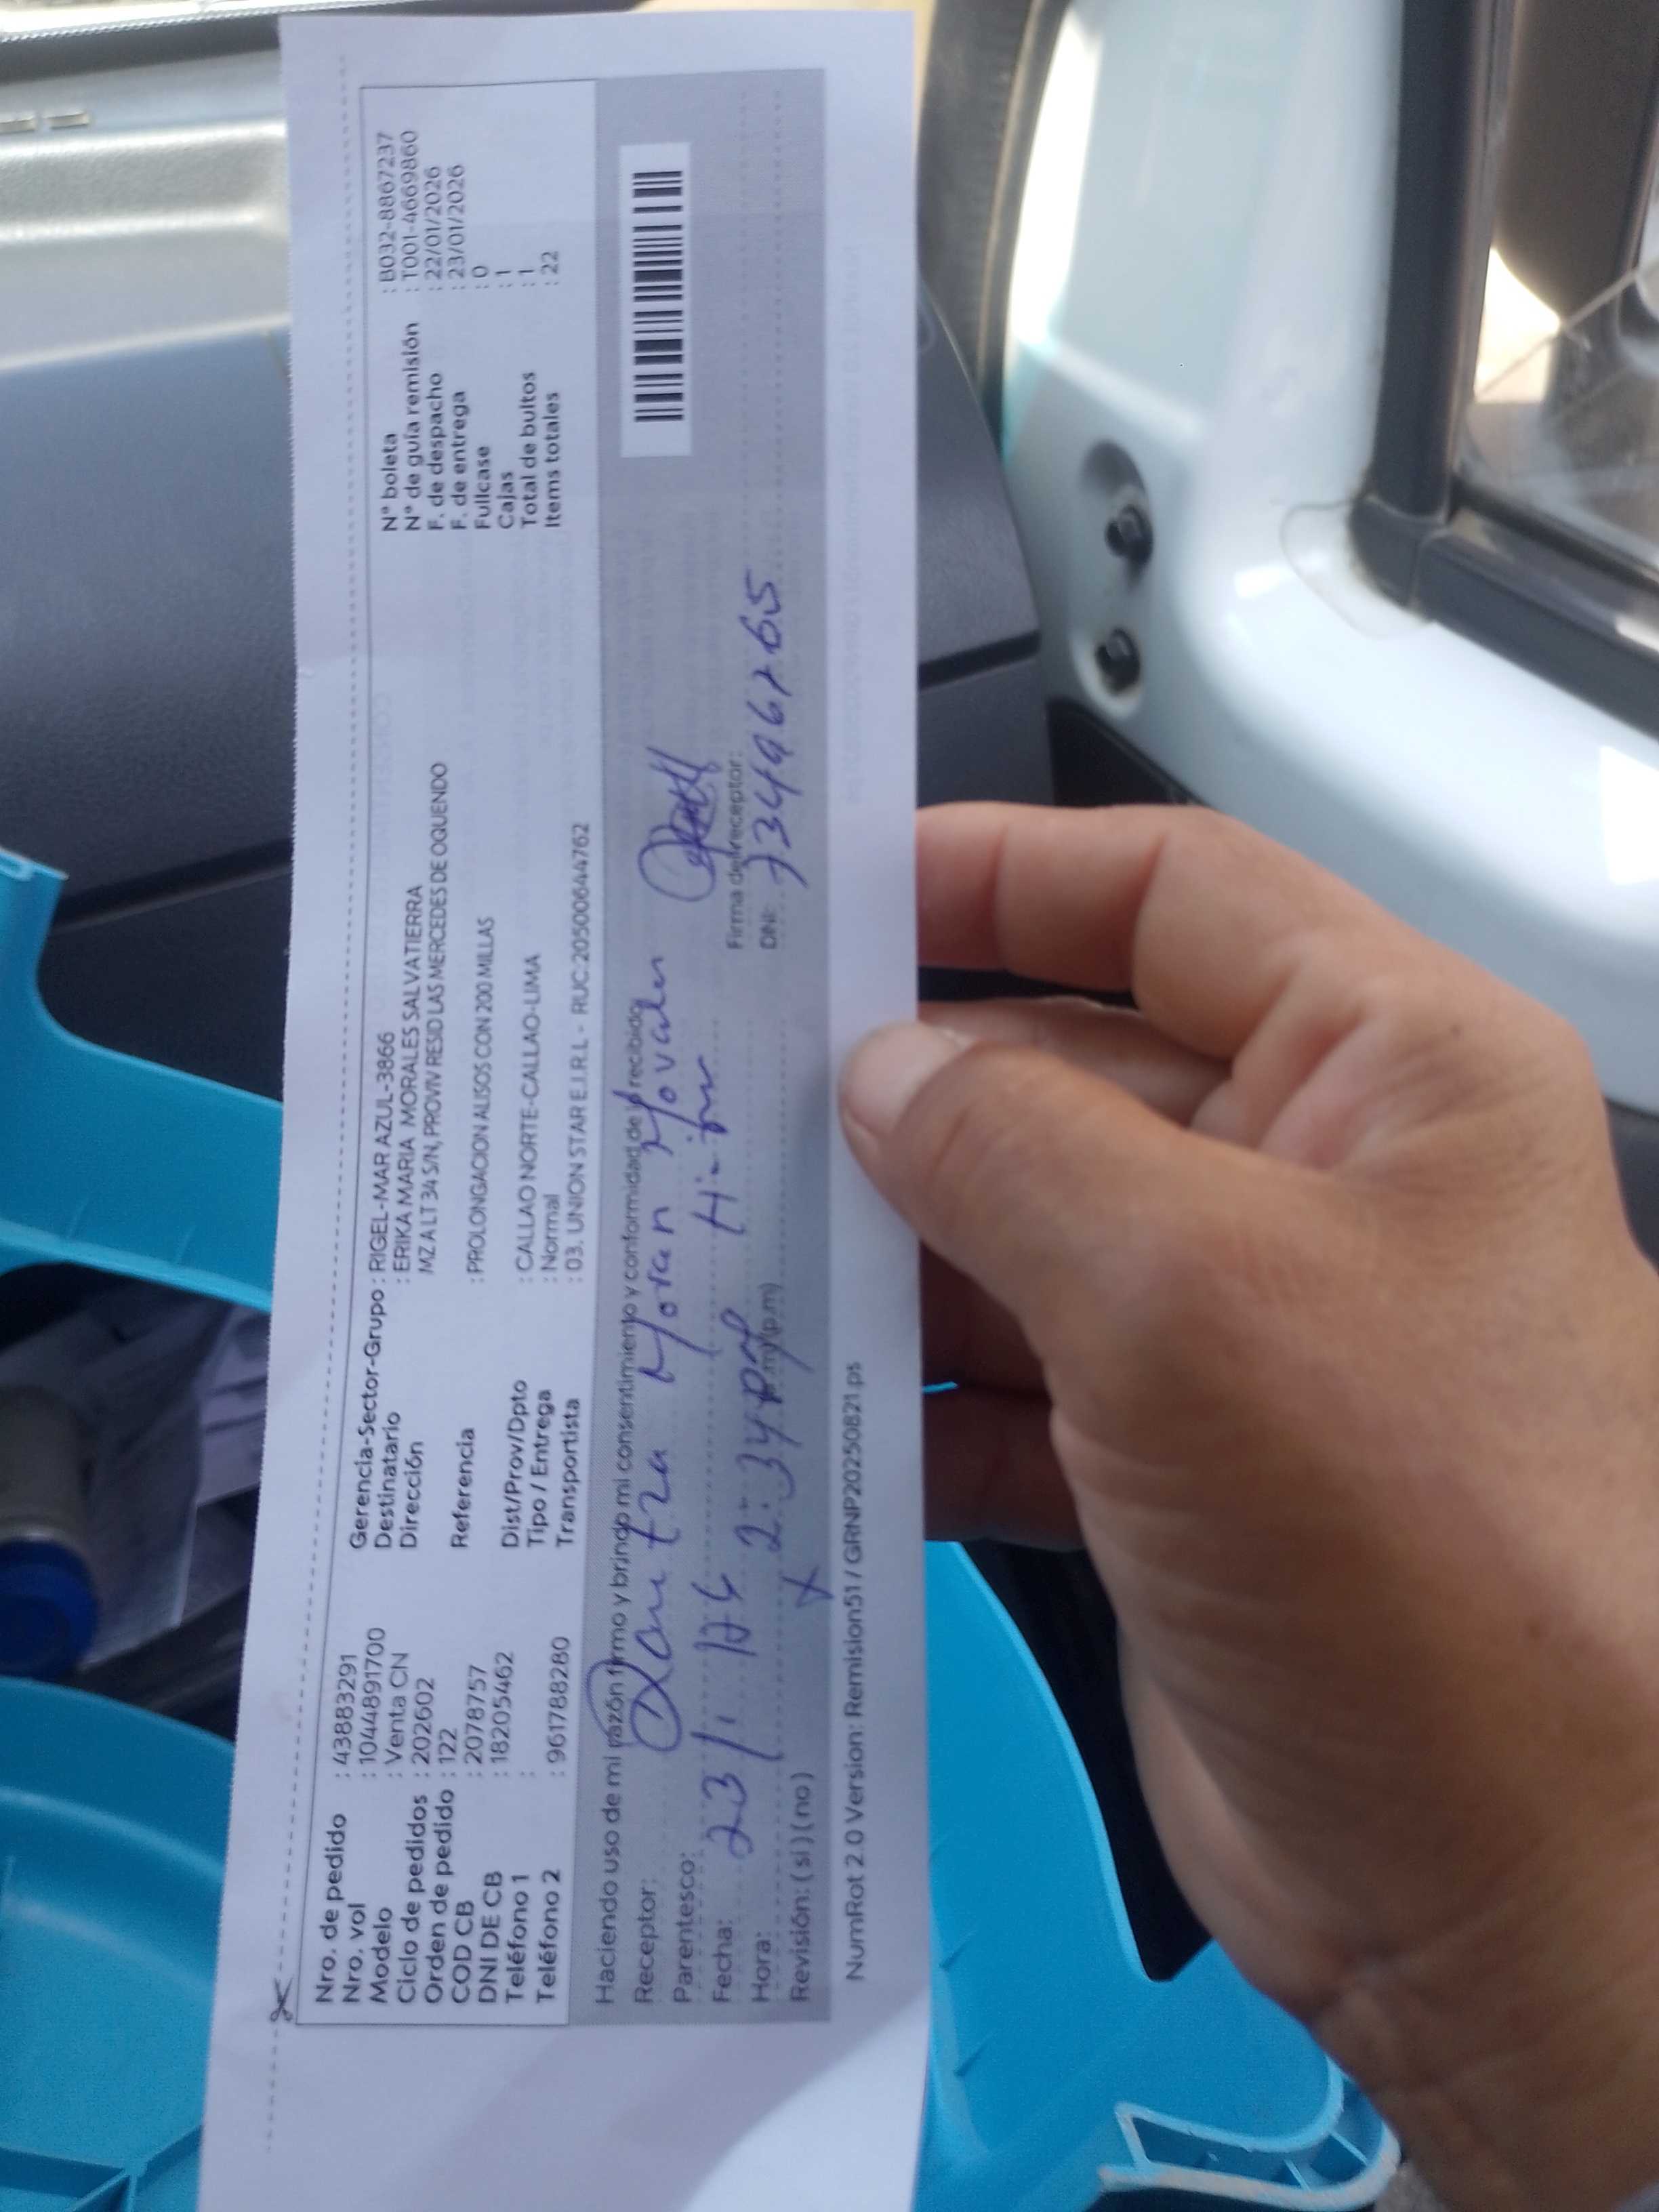 Nro. de pedido : 43883291
Nro. vol : 1044891700
Modelo : Venta CN
Ciclo de pedidos : 202602
Orden de pedido : 122
COD CB : 2078757
DNI DE CB : 18205462
Teléfono 1 :
Teléfono 2 : 961788280
Gerencia-Sector-Grupo : RIGEL-MAR AZUL-3866
Destinatario : ERIKA MARIA MORALES SALVATIERRA
Dirección MZ A LT 34 S/N, PROVIV RESID LAS MERCEDES DE OQUENDO
Referencia : PROLONGACION ALISOS CON 200 MILLAS
Dist/Prov/Dpto : CALLAO NORTE-CALLAO-LIMA
Tipo / Entrega : Normal
Transportista : 03. UNION STAR E.I.R.L - RUC:20500644762
N° boleta : B032-8867237
N° de guía remisión : T001-4669860
F. de despacho : 22/01/2026
F. de entrega : 23/01/2026
Fullcase : 0
Cajas : 1
Total de bultos : 1
Items totales : 22
Haciendo uso de mi razón firmo y brindo mi consentimiento y conformidad de lo recibido
Receptor: Moran
Parentesco:
Fecha: 23/1
Firma del receptor:
Hora: 2:34 pm (p.m)
DNI: 73496765
Revisión: ( si ) ( no )
NumRot 2.0 Version: Remision51 / GRNP20250821.ps